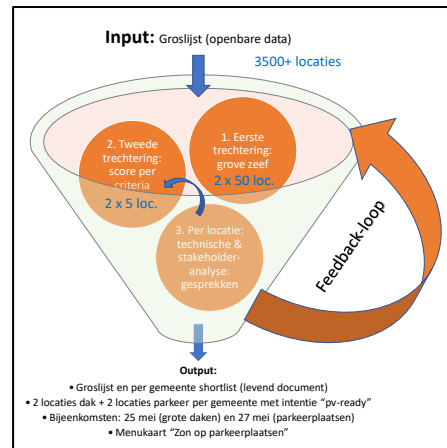 Input: Groslijst (openbare data)
3500+ locaties
1. Eerste
trechtering:
grove zeef
2 x 50 loc.
2. Tweede
trechtering:
score per
criteria
2 x 5 loc.
3. Per locatie:
technische &
stakeholder-
analyse:
gesprekken
Feedback-loop
Output:
• Groslijst en per gemeente shortlist (levend document)
• 2 locaties dak + 2 locaties parkeer per gemeente met intentie “pv-ready”
• Bijeenkomsten: 25 mei (grote daken) en 27 mei (parkeerplaatsen)
• Menukaart “Zon op parkeerplaatsen”